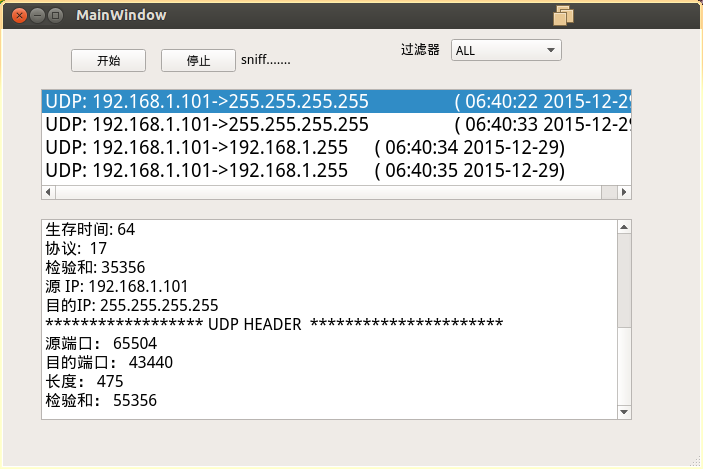 MainWindow
开始 停止 sniff....... 过滤器 ALL
UDP: 192.168.1.101->255.255.255.255 ( 06:40:22 2015-12-29
UDP: 192.168.1.101->255.255.255.255 ( 06:40:33 2015-12-29
UDP: 192.168.1.101->192.168.1.255 ( 06:40:34 2015-12-29)
UDP: 192.168.1.101->192.168.1.255 ( 06:40:35 2015-12-29)
生存时间: 64
协议: 17
检验和: 35356
源 IP: 192.168.1.101
目的IP: 255.255.255.255
****************** UDP HEADER **********************
源端口： 65504
目的端口： 43440
长度： 475
检验和： 55356